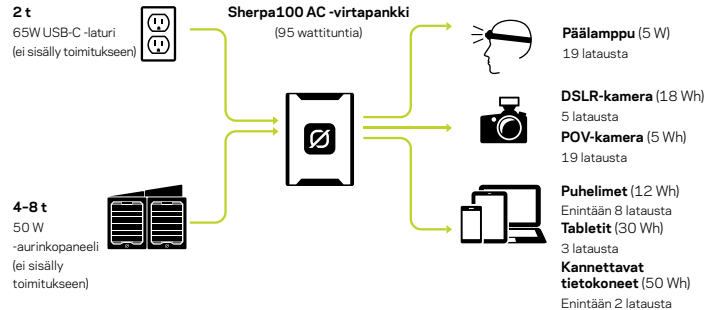 2 t
65W USB-C -laturi
(ei sisälly toimitukseen)
4–8 t
50 W
-aurinkopaneeli
(ei sisälly
toimitukseen)
Sherpa100 AC -virtapankki
(95 wattituntia)
Päälamppu (5 W)
19 latausta
DSLR-kamera (18 Wh)
5 latausta
POV-kamera (5 Wh)
19 latausta
Puhelimet (12 Wh)
Enintään 8 latausta
Tabletit (30 Wh)
3 latausta
Kannettavat
tietokoneet (50 Wh)
Enintään 2 latausta